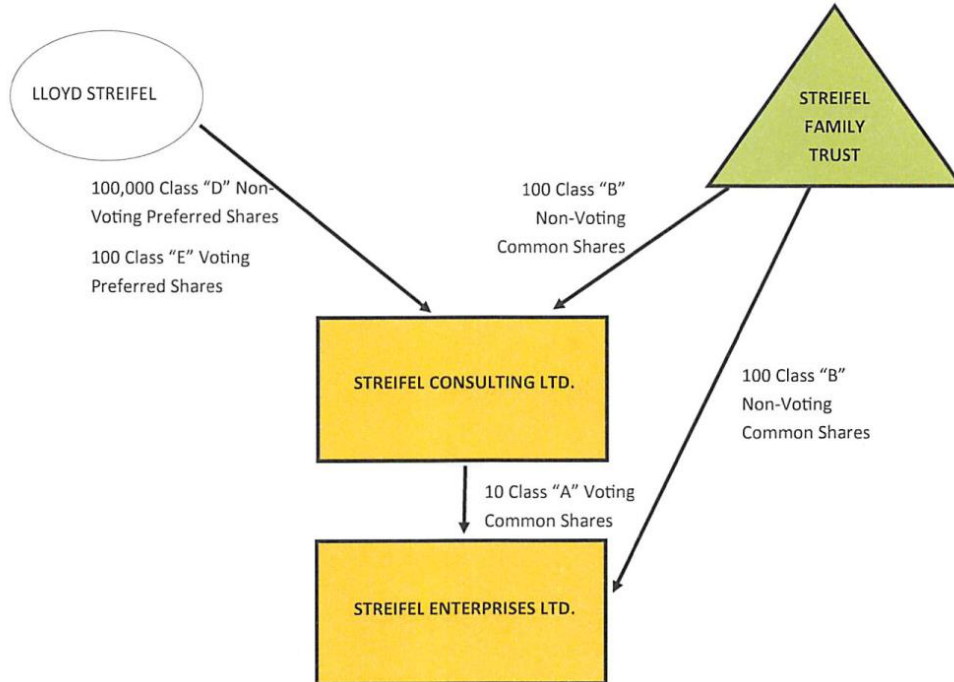 LLOYD STREIFEL
STREIFEL
FAMILY
TRUST
100,000 Class “D” Non-
Voting Preferred Shares
100 Class “E” Voting
Preferred Shares
100 Class “B”
Non-Voting
Common Shares
STREIFEL CONSULTING LTD.
100 Class “B”
Non-Voting
Common Shares
10 Class “A” Voting
Common Shares
STREIFEL ENTERPRISES LTD.